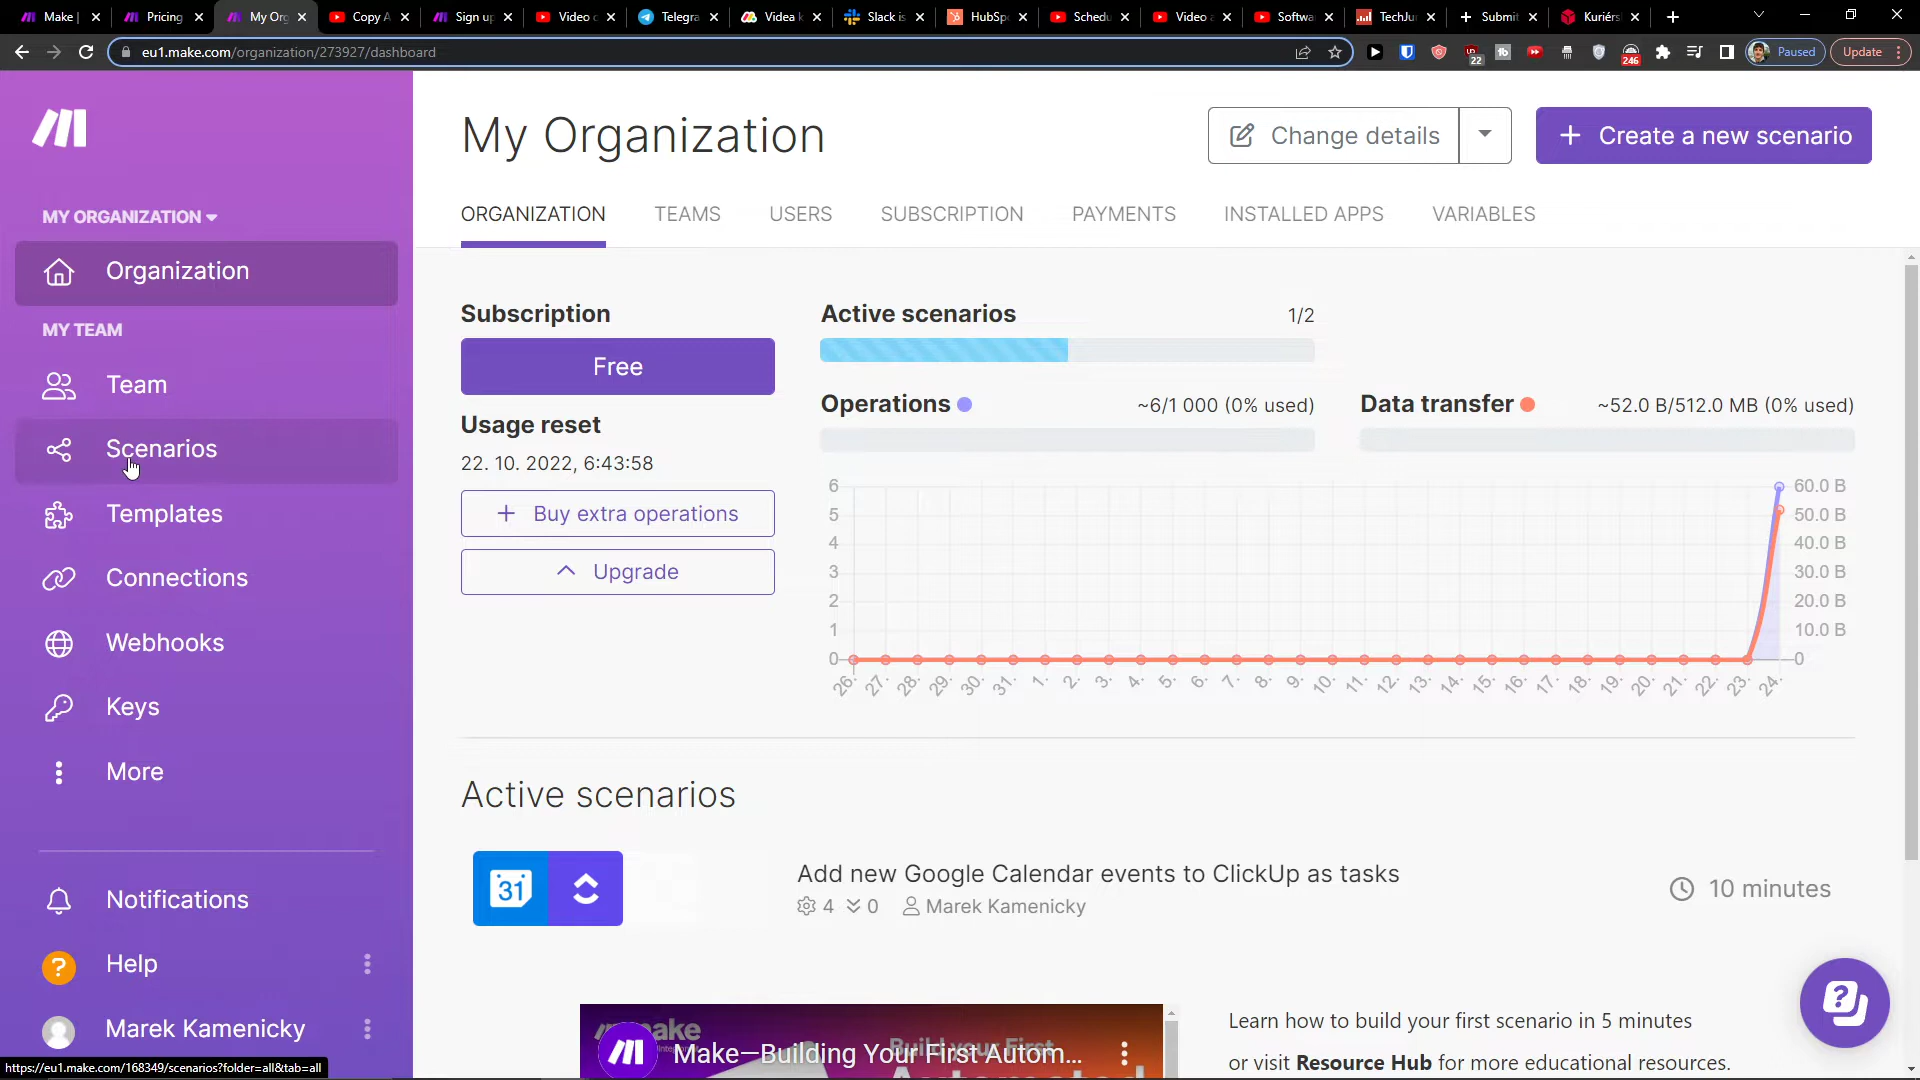 Make |
Pricing
My Org
Copy A
Sign up
Video c
Telegra
Videa k
Slack is
HubSp
Schedu
Video a
Softwa
TechJu
Submit
Kuriérs
eu1.make.com/organization/273927/dashboard
22
246
Paused
Update
My Organization
Change details
+ Create a new scenario
ORGANIZATION TEAMS USERS SUBSCRIPTION PAYMENTS INSTALLED APPS VARIABLES
MY ORGANIZATION
Organization
MY TEAM
Team
Scenarios
Templates
Connections
Webhooks
Keys
More
Notifications
Help
Marek Kamenicky
https://eu1.make.com/168349/scenarios?folder=all&tab=all
Subscription
Free
Usage reset
22. 10. 2022, 6:43:58
+ Buy extra operations
Upgrade
Active scenarios 1/2
Operations ~6/1 000 (0% used)
Data transfer ~52.0 B/512.0 MB (0% used)
6 60.0 B
5 50.0 B
4 40.0 B
3 30.0 B
2 20.0 B
1 10.0 B
0 0
26. 27. 28. 29. 30. 31. 1. 2. 3. 4. 5. 6. 7. 8. 9. 10. 11. 12. 13. 14. 15. 16. 17. 18. 19. 20. 21. 22. 23. 24.
Active scenarios
31
Add new Google Calendar events to ClickUp as tasks
4 0 Marek Kamenicky
10 minutes
make
Make—Building Your First Autom...
Build your First
Automated
Learn how to build your first scenario in 5 minutes
or visit Resource Hub for more educational resources.